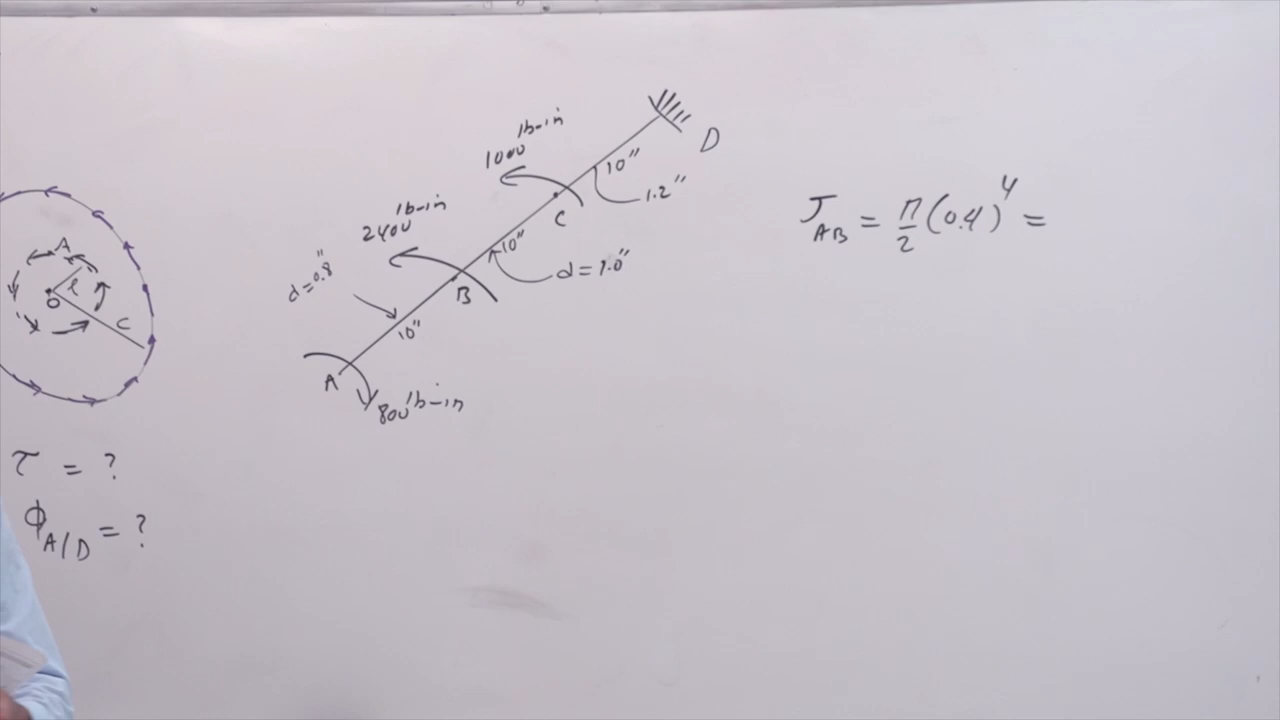 lb-in
1000
D
10"
1.2"
lb-in
2400
C
10"
d = 1.0"
d = 0.8"
B
10"
A
800 lb-in
J_AB = π/2 (0.4)^4 =
A
O
C
τ = ?
ϕ_A/D = ?